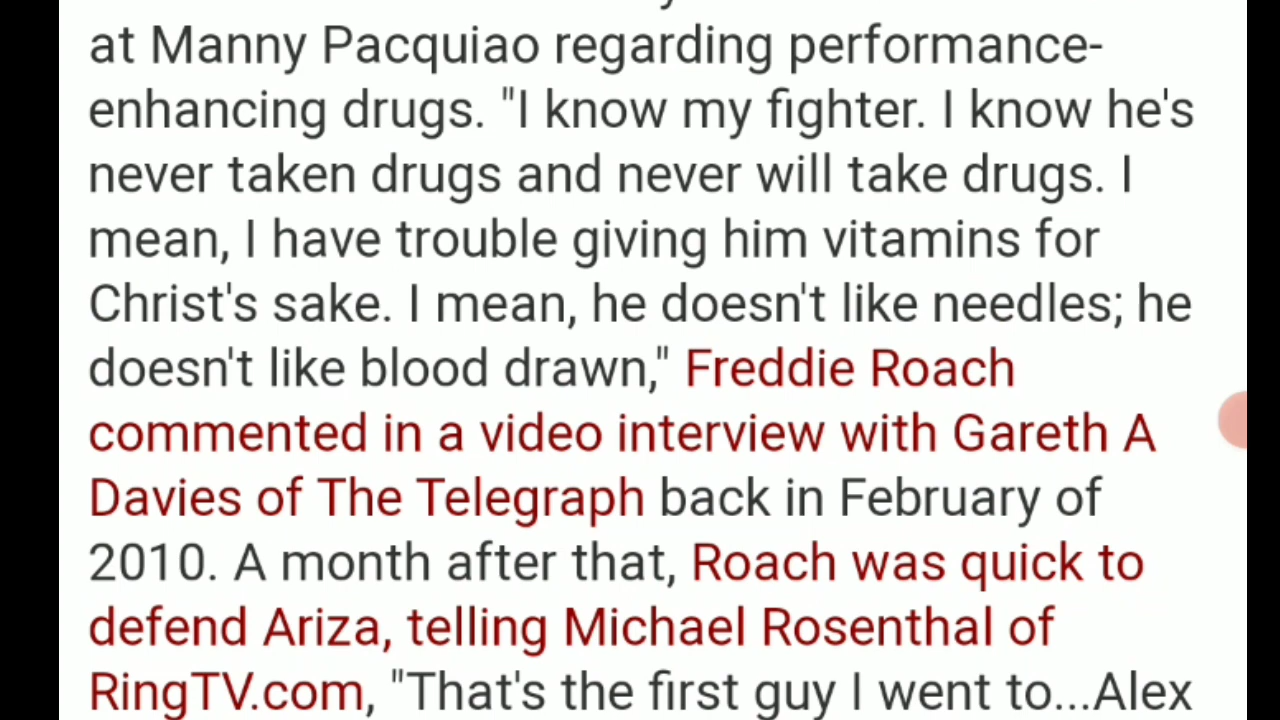 at Manny Pacquiao regarding performance-
enhancing drugs. "I know my fighter. I know he's
never taken drugs and never will take drugs. I
mean, I have trouble giving him vitamins for
Christ's sake. I mean, he doesn't like needles; he
doesn't like blood drawn," Freddie Roach
commented in a video interview with Gareth A
Davies of The Telegraph back in February of
2010. A month after that, Roach was quick to
defend Ariza, telling Michael Rosenthal of
RingTV.com, "That's the first guy I went to...Alex